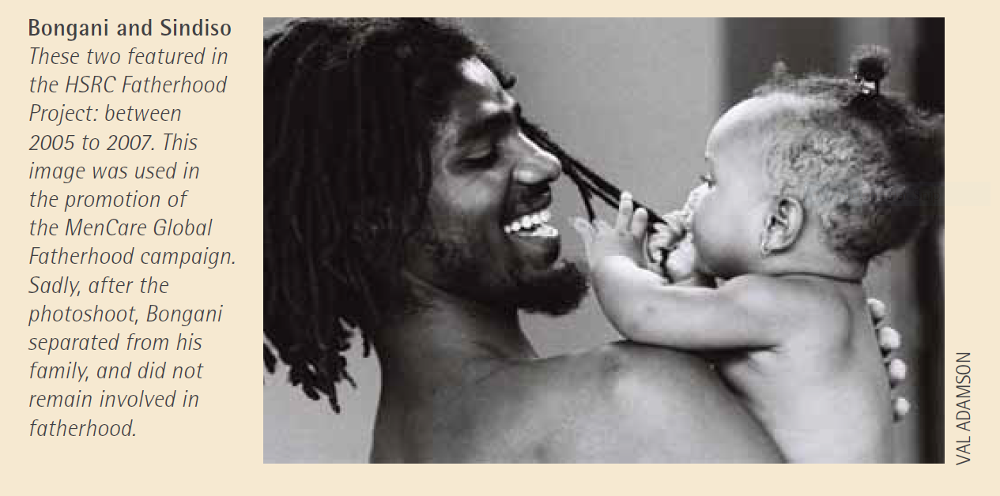 Bongani and Sindiso
These two featured in
the HSRC Fatherhood
Project: between
2005 to 2007. This
image was used in
the promotion of
the MenCare Global
Fatherhood campaign.
Sadly, after the
photoshoot, Bongani
separated from his
family, and did not
remain involved in
fatherhood.
VAL ADAMSON